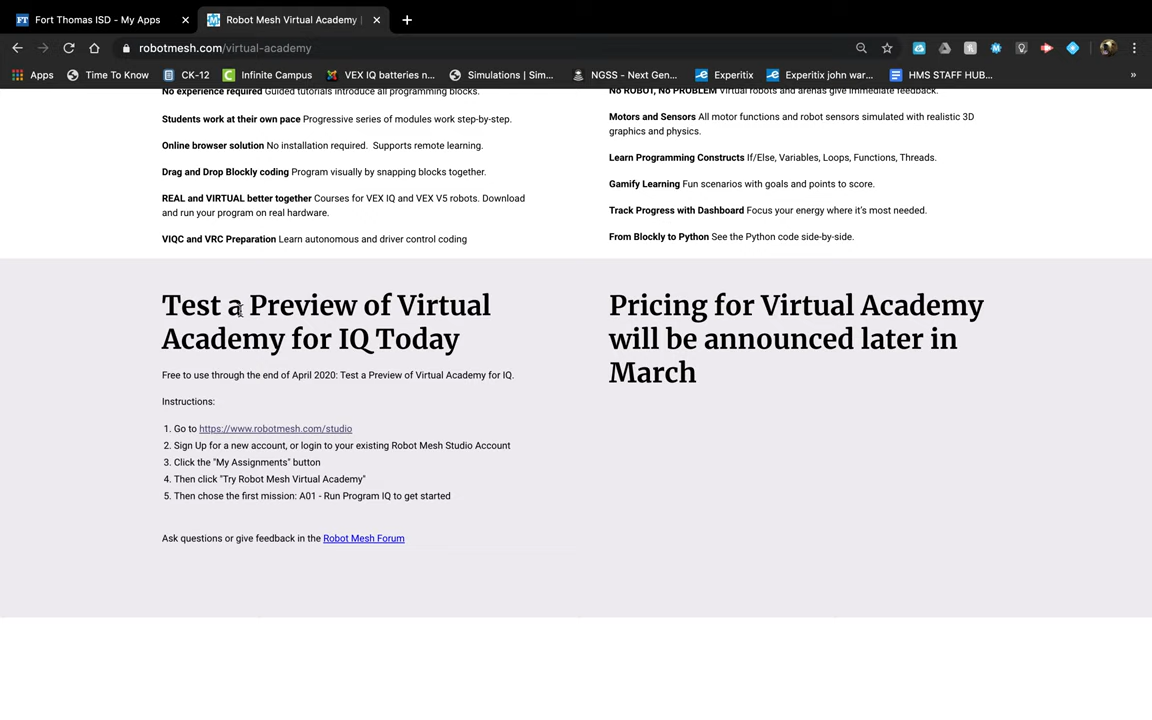 Fort Thomas ISD - My Apps
Robot Mesh Virtual Academy |
robotmesh.com/virtual-academy
Apps
Time To Know
CK-12
Infinite Campus
VEX IQ batteries n...
Simulations | Sim...
NGSS - Next Gen...
Experitix
Experitix john war...
HMS STAFF HUB...
»
No experience required Guided tutorials introduce all programming blocks.
Students work at their own pace Progressive series of modules work step-by-step.
Online browser solution No installation required. Supports remote learning.
Drag and Drop Blockly coding Program visually by snapping blocks together.
REAL and VIRTUAL better together Courses for VEX IQ and VEX V5 robots. Download
and run your program on real hardware.
VIQC and VRC Preparation Learn autonomous and driver control coding
No ROBOT, No PROBLEM Virtual robots and arenas give immediate feedback.
Motors and Sensors All motor functions and robot sensors simulated with realistic 3D
graphics and physics.
Learn Programming Constructs If/Else, Variables, Loops, Functions, Threads.
Gamify Learning Fun scenarios with goals and points to score.
Track Progress with Dashboard Focus your energy where it's most needed.
From Blockly to Python See the Python code side-by-side.
Test a Preview of Virtual
Academy for IQ Today
Free to use through the end of April 2020: Test a Preview of Virtual Academy for IQ.
Instructions:
1. Go to https://www.robotmesh.com/studio
2. Sign Up for a new account, or login to your existing Robot Mesh Studio Account
3. Click the "My Assignments" button
4. Then click "Try Robot Mesh Virtual Academy"
5. Then chose the first mission: A01 - Run Program IQ to get started
Ask questions or give feedback in the Robot Mesh Forum
Pricing for Virtual Academy
will be announced later in
March